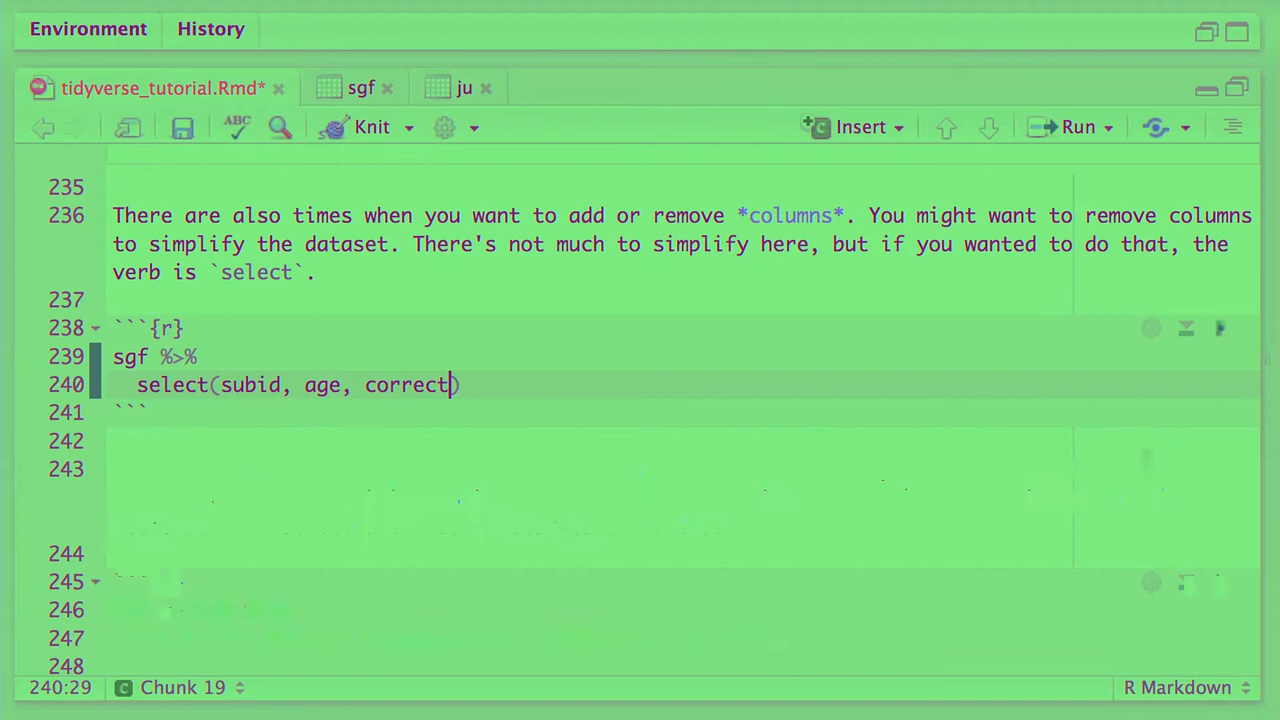 Environment History
tidyverse_tutorial.Rmd* sgf ju
ABC Knit Insert Run
235
236 There are also times when you want to add or remove *columns*. You might want to remove columns
to simplify the dataset. There's not much to simplify here, but if you wanted to do that, the
verb is `select`.
237
238 ```{r}
239 sgf %>%
240 select(subid, age, correct)
241 ```
242
243
244
245
246
247
248
240:29 C Chunk 19 R Markdown